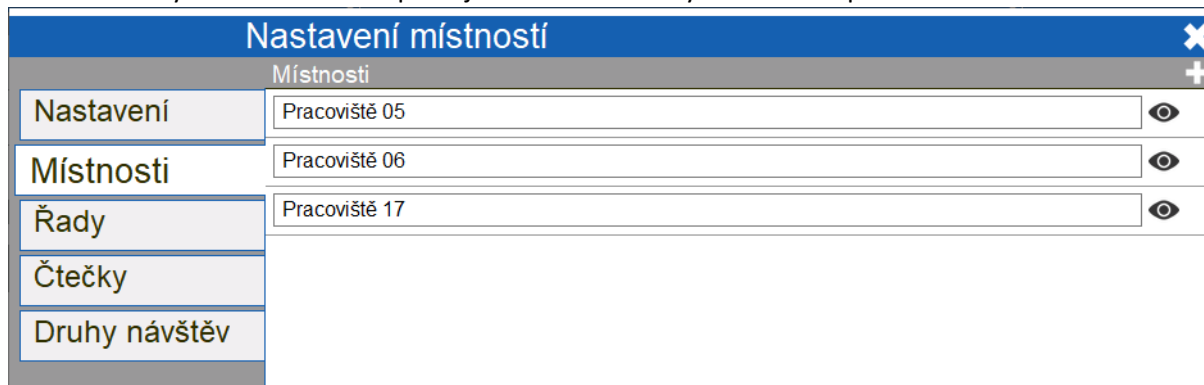 Nastavení místností
Místnosti
Nastavení
Místnosti
Řady
Čtečky
Druhy návštěv
Pracoviště 05
Pracoviště 06
Pracoviště 17